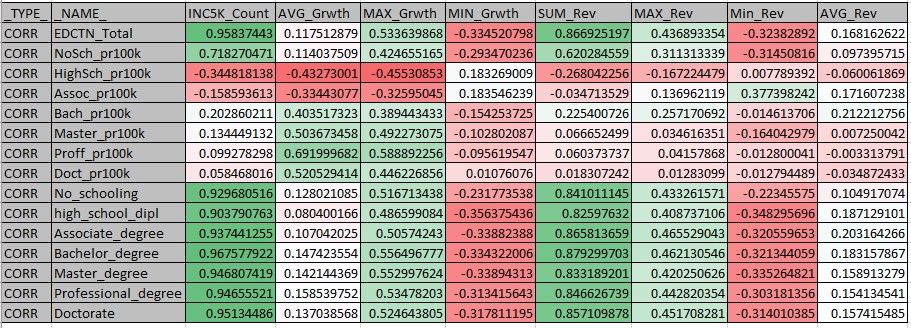 _TYPE_ _NAME_ INC5K_Count AVG_Grwth MAX_Grwth MIN_Grwth SUM_Rev MAX_Rev Min_Rev AVG_Rev
CORR EDCTN_Total 0.95837443 0.117512879 0.533639868 -0.334520798 0.866925197 0.436893354 -0.32382892 0.168162622
CORR NoSch_pr100k 0.718270471 0.114037509 0.424655165 -0.293470236 0.620284559 0.311313339 -0.31450816 0.097395715
CORR HighSch_pr100k -0.344818138 -0.43273001 -0.45530853 0.183269009 -0.268042256 -0.167224479 0.007789392 -0.060061869
CORR Assoc_pr100k -0.158593613 -0.33443077 -0.32595045 0.183546239 -0.034713529 0.136962119 0.377398242 0.171607238
CORR Bach_pr100k 0.202860211 0.403517323 0.389443433 -0.154253725 0.225400726 0.257170692 -0.014613706 0.212212756
CORR Master_pr100k 0.134449132 0.503673458 0.492273075 -0.102802087 0.066652499 0.034616351 -0.164042979 0.007250042
CORR Proff_pr100k 0.099278298 0.691999682 0.588892256 -0.095619547 0.060373737 0.04157868 -0.012800041 -0.003313791
CORR Doct_pr100k 0.058468016 0.520529414 0.446226856 0.01076076 0.018307242 0.01283099 -0.012794489 -0.034872433
CORR No_schooling 0.929680516 0.128021085 0.516713438 -0.231773538 0.841011145 0.433261571 -0.22345575 0.104917074
CORR high_school_dipl 0.903790763 0.080400166 0.486599084 -0.356375436 0.82597632 0.408737106 -0.348295696 0.187129101
CORR Associate_degree 0.937441255 0.107042025 0.50574243 -0.33882388 0.865813659 0.465529043 -0.320559653 0.203164266
CORR Bachelor_degree 0.967577922 0.147423554 0.556496777 -0.334322006 0.879299703 0.462130546 -0.321344059 0.183157867
CORR Master_degree 0.946807419 0.142144369 0.552997624 -0.33894313 0.833189201 0.420250626 -0.335264821 0.158913279
CORR Professional_degree 0.94655521 0.158539752 0.53478203 -0.313415643 0.846626739 0.442820354 -0.303181356 0.154134541
CORR Doctorate 0.95134486 0.137038568 0.524643805 -0.317811195 0.857109878 0.451708281 -0.314010385 0.157415485